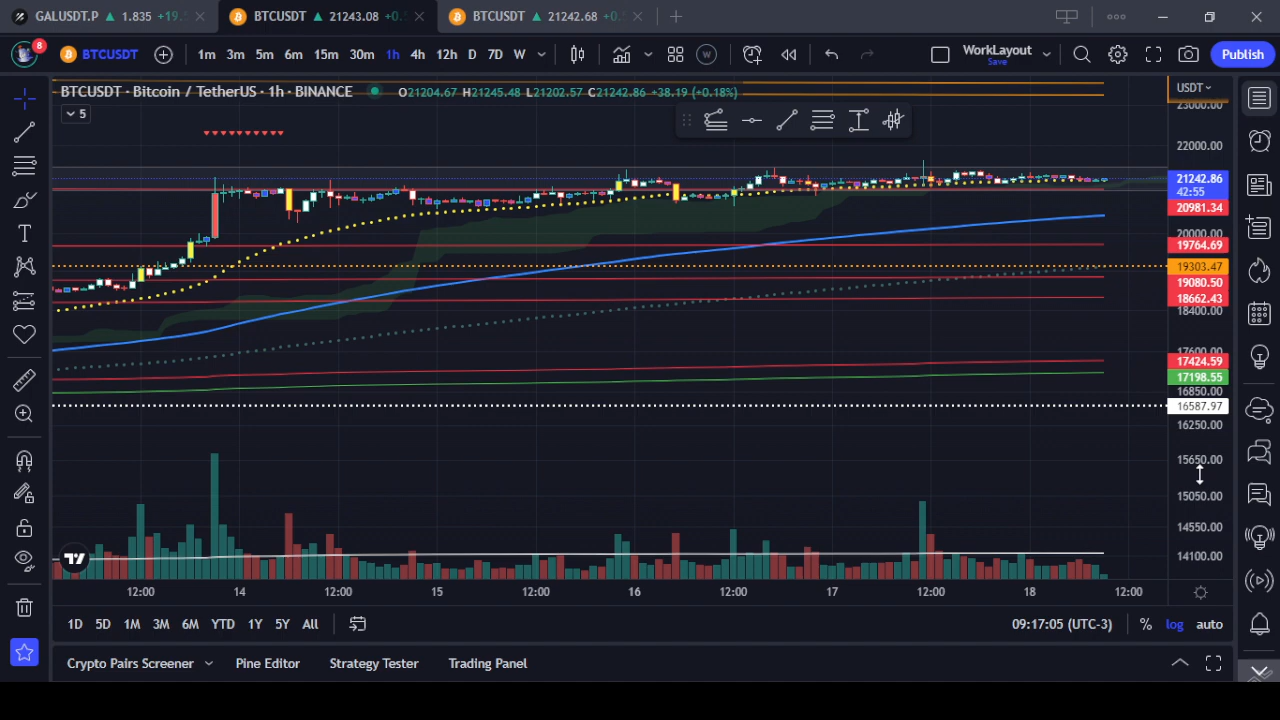 GALUSDT.P ▲ 1.835 +19.
BTCUSDT ▲ 21243.08 +0.
BTCUSDT ▲ 21242.68 +0.
8
BTCUSDT 1m 3m 5m 6m 15m 30m 1h 4h 12h D 7D W
WorkLayout
Save
Publish
BTCUSDT · Bitcoin / TetherUS · 1h · BINANCE O21204.67 H21245.48 L21202.57 C21242.86 +38.19 (+0.18%)
5
USDT
23000.00
22000.00
21242.86
42:55
20981.34
20000.00
19764.69
19303.47
19080.50
18662.43
18400.00
17600.00
17424.59
17198.55
16850.00
16587.97
16250.00
15650.00
15050.00
14550.00
14100.00
12:00 14 12:00 15 12:00 16 12:00 17 12:00 18 12:00
1D 5D 1M 3M 6M YTD 1Y 5Y All
09:17:05 (UTC-3) % log auto
Crypto Pairs Screener Pine Editor Strategy Tester Trading Panel